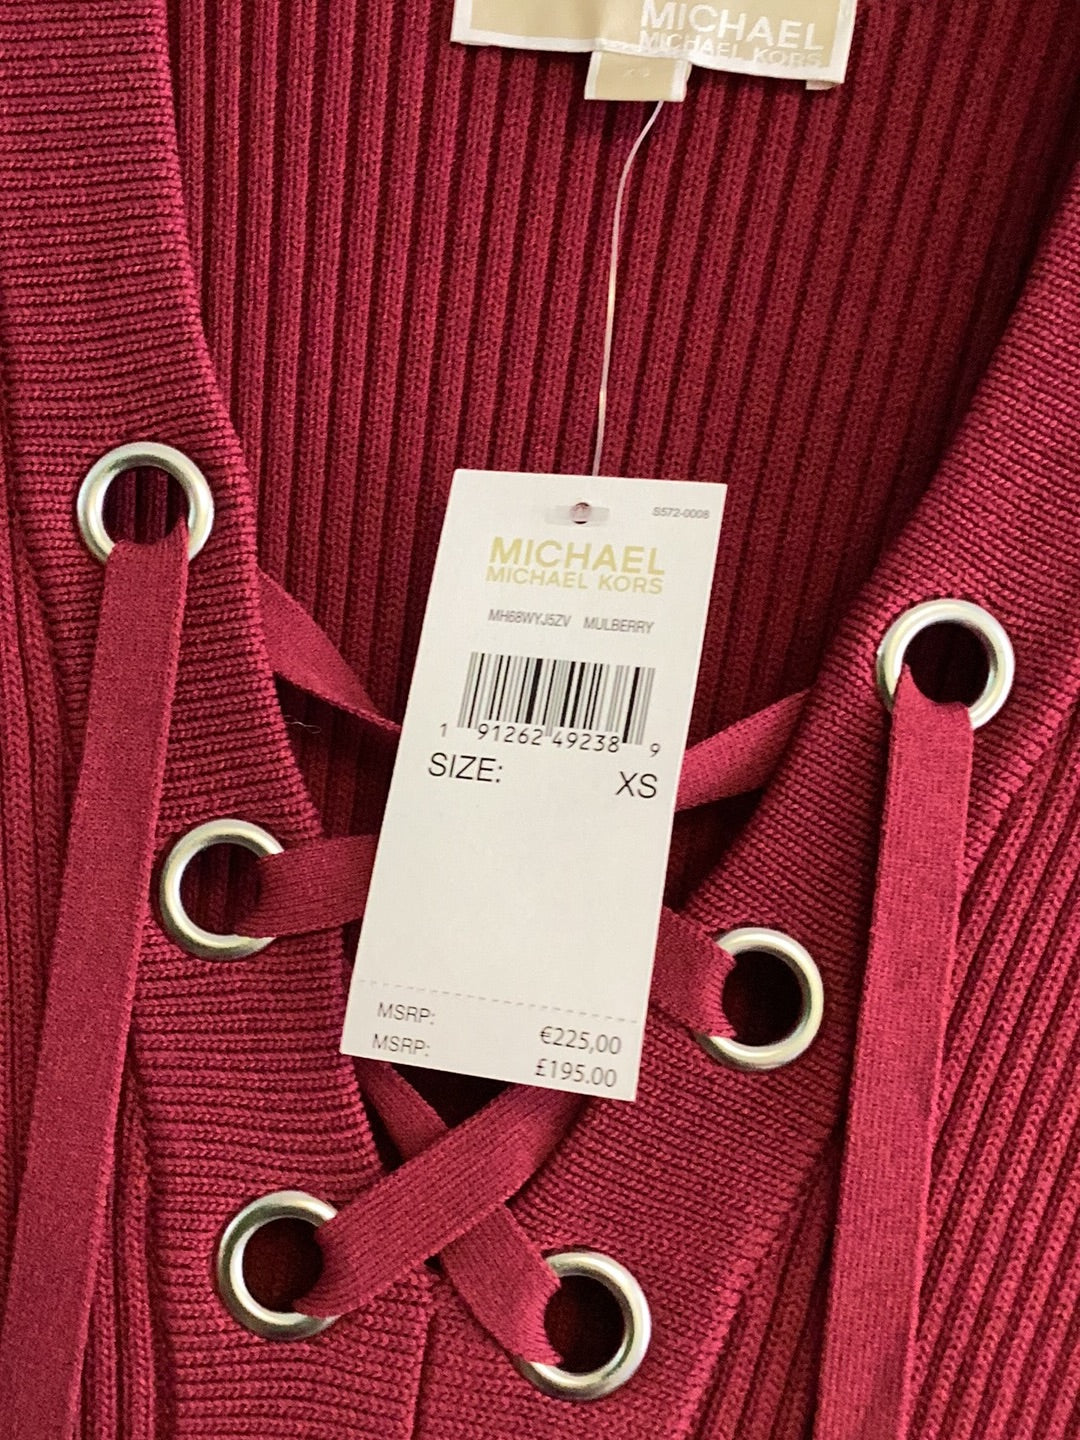 MICHAEL
MICHAEL KORS
XS
S572-0008
MICHAEL
MICHAEL KORS
MH68WYJ5ZV MULBERRY
1 91262 49238 9
SIZE: XS
MSRP: €225,00
MSRP: £195.00